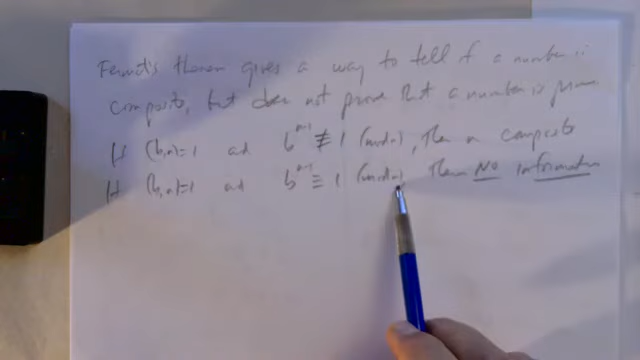 Fermat's theorem gives a way to tell if a number is
composite, but does not prove that a number is prime
If (b,n)=1 and b^{n-1} ≢ 1 (mod n), then n composite
If (b,n)=1 and b^{n-1} ≡ 1 (mod n), then NO information